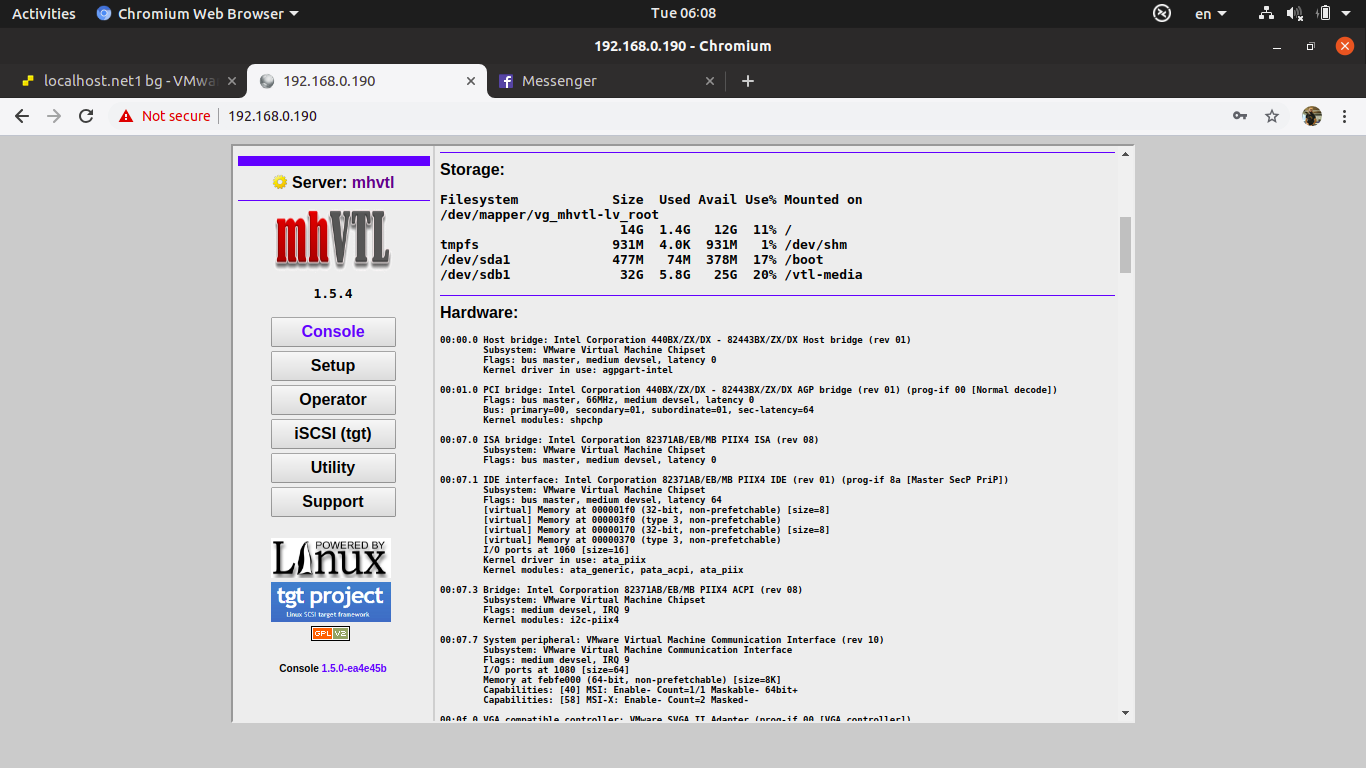 Activities Chromium Web Browser Tue 06:08 en
192.168.0.190 - Chromium
localhost.net1 bg - VMwa 192.168.0.190 Messenger
Not secure 192.168.0.190
Server: mhvtl
mhVTL
1.5.4
Console
Setup
Operator
iSCSI (tgt)
Utility
Support
POWERED BY
Linux
tgt project
Linux SCSI target framework
GPL V2
Console 1.5.0-ea4e45b
Storage:
Filesystem Size Used Avail Use% Mounted on
/dev/mapper/vg_mhvtl-lv_root
14G 1.4G 12G 11% /
tmpfs 931M 4.0K 931M 1% /dev/shm
/dev/sda1 477M 74M 378M 17% /boot
/dev/sdb1 32G 5.8G 25G 20% /vtl-media
Hardware:
00:00.0 Host bridge: Intel Corporation 440BX/ZX/DX - 82443BX/ZX/DX Host bridge (rev 01)
Subsystem: VMware Virtual Machine Chipset
Flags: bus master, medium devsel, latency 0
Kernel driver in use: agpgart-intel
00:01.0 PCI bridge: Intel Corporation 440BX/ZX/DX - 82443BX/ZX/DX AGP bridge (rev 01) (prog-if 00 [Normal decode])
Flags: bus master, 66MHz, medium devsel, latency 0
Bus: primary=00, secondary=01, subordinate=01, sec-latency=64
Kernel modules: shpchp
00:07.0 ISA bridge: Intel Corporation 82371AB/EB/MB PIIX4 ISA (rev 08)
Subsystem: VMware Virtual Machine Chipset
Flags: bus master, medium devsel, latency 0
00:07.1 IDE interface: Intel Corporation 82371AB/EB/MB PIIX4 IDE (rev 01) (prog-if 8a [Master SecP PriP])
Subsystem: VMware Virtual Machine Chipset
Flags: bus master, medium devsel, latency 64
[virtual] Memory at 000001f0 (32-bit, non-prefetchable) [size=8]
[virtual] Memory at 000003f0 (type 3, non-prefetchable)
[virtual] Memory at 00000170 (32-bit, non-prefetchable) [size=8]
[virtual] Memory at 00000370 (type 3, non-prefetchable)
I/O ports at 1060 [size=16]
Kernel driver in use: ata_piix
Kernel modules: ata_generic, pata_acpi, ata_piix
00:07.3 Bridge: Intel Corporation 82371AB/EB/MB PIIX4 ACPI (rev 08)
Subsystem: VMware Virtual Machine Chipset
Flags: medium devsel, IRQ 9
Kernel modules: i2c-piix4
00:07.7 System peripheral: VMware Virtual Machine Communication Interface (rev 10)
Subsystem: VMware Virtual Machine Communication Interface
Flags: medium devsel, IRQ 9
I/O ports at 1080 [size=64]
Memory at febfe000 (64-bit, non-prefetchable) [size=8K]
Capabilities: [40] MSI: Enable- Count=1/1 Maskable- 64bit+
Capabilities: [58] MSI-X: Enable- Count=2 Masked-
00:0f.0 VGA compatible controller: VMware SVGA II Adapter (prog-if 00 [VGA controller])